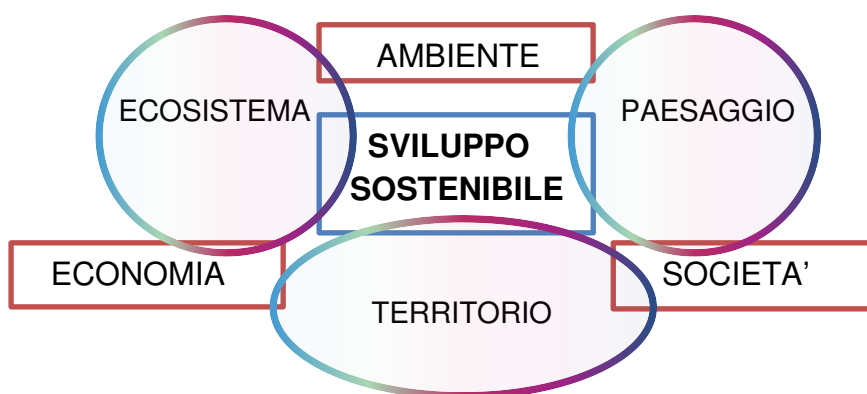 AMBIENTE
ECOSISTEMA
PAESAGGIO
SVILUPPO
SOSTENIBILE
ECONOMIA
SOCIETA’
TERRITORIO